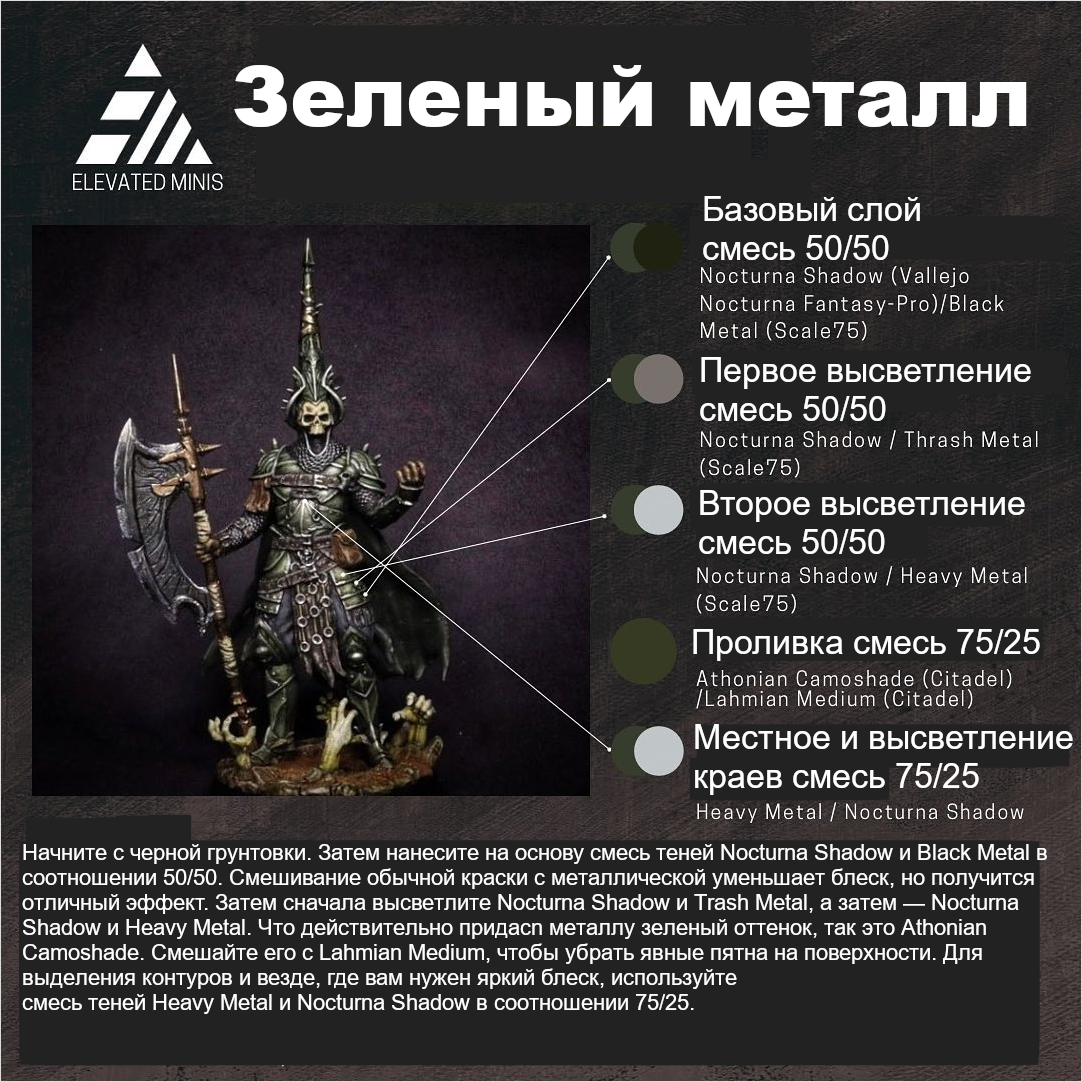 Зеленый металл
ELEVATED MINIS
Базовый слой
смесь 50/50
Nocturna Shadow (Vallejo
Nocturna Fantasy-Pro)/Black
Metal (Scale75)
Первое высветление
смесь 50/50
Nocturna Shadow / Thrash Metal
(Scale75)
Второе высветление
смесь 50/50
Nocturna Shadow / Heavy Metal
(Scale75)
Проливка смесь 75/25
Athonian Camoshade (Citadel)
/Lahmian Medium (Citadel)
Местное и высветление
краев смесь 75/25
Heavy Metal / Nocturna Shadow
Начните с черной грунтовки. Затем нанесите на основу смесь теней Nocturna Shadow и Black Metal в
соотношении 50/50. Смешивание обычной краски с металлической уменьшает блеск, но получится
отличный эффект. Затем сначала высветлите Nocturna Shadow и Trash Metal, а затем — Nocturna
Shadow и Heavy Metal. Что действительно придасп металлу зеленый оттенок, так это Athonian
Camoshade. Смешайте его с Lahmian Medium, чтобы убрать явные пятна на поверхности. Для
выделения контуров и везде, где вам нужен яркий блеск, используйте
смесь теней Heavy Metal и Nocturna Shadow в соотношении 75/25.